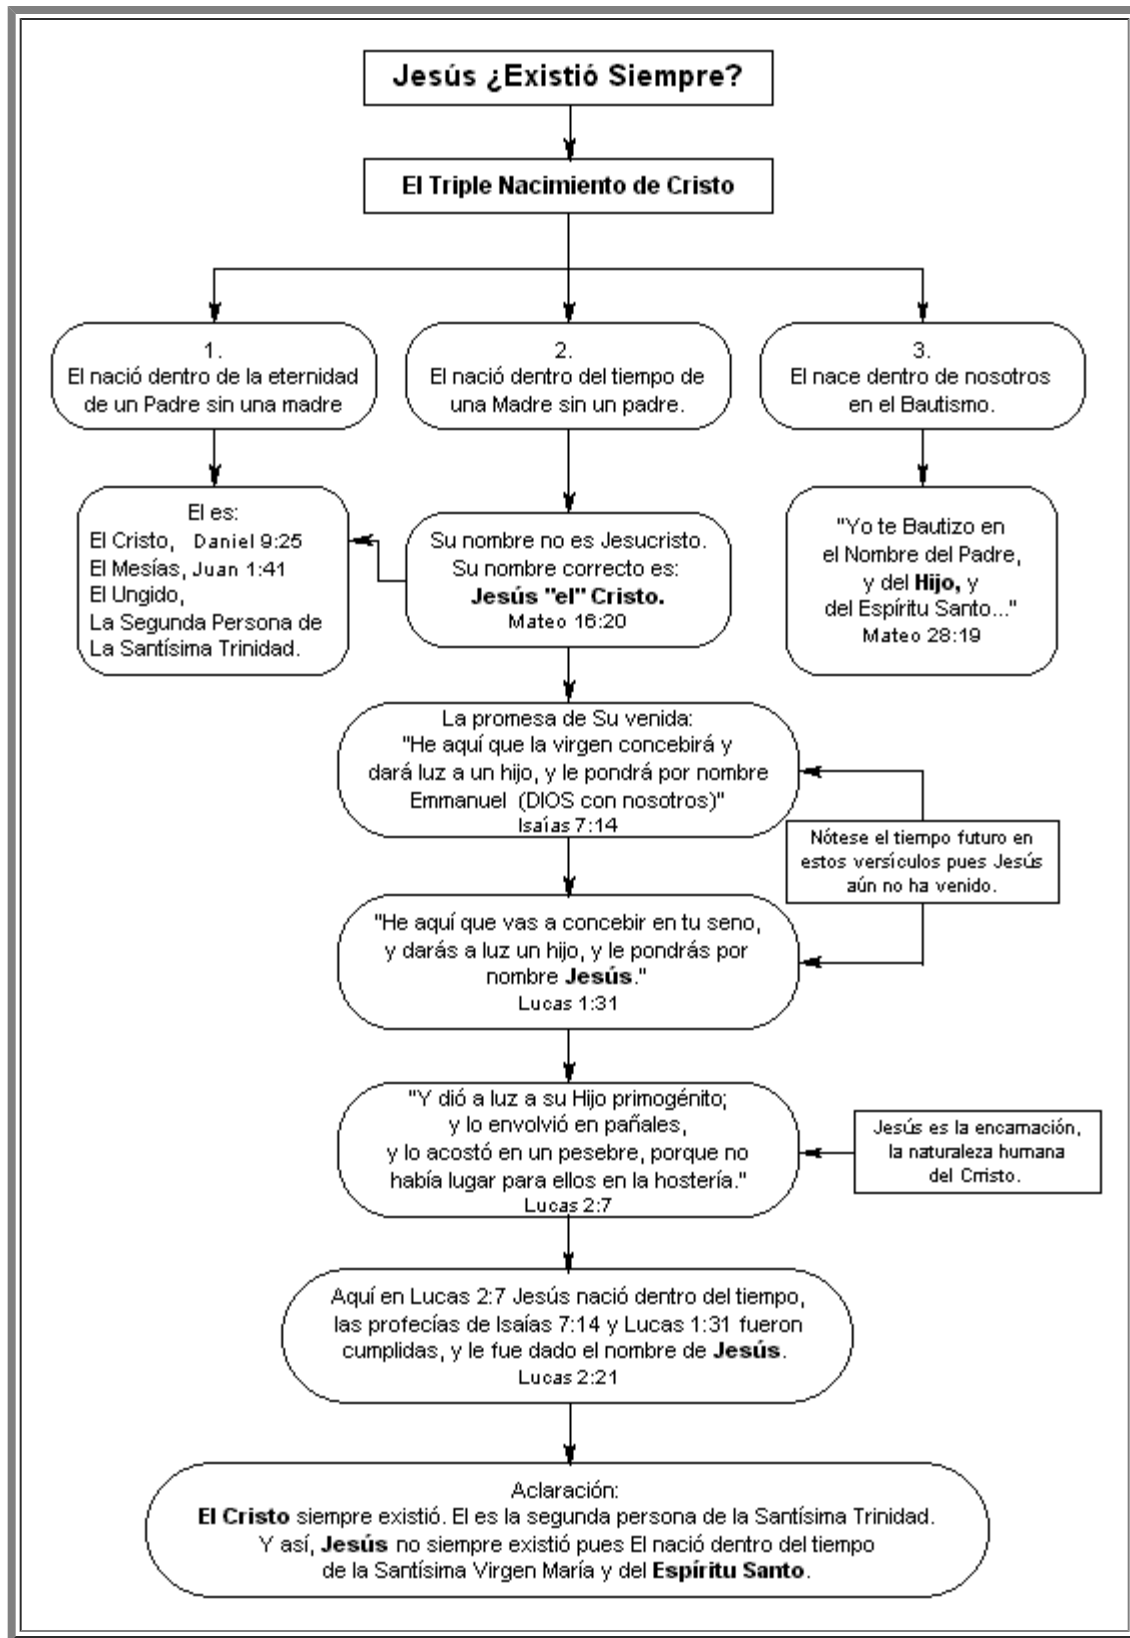 Jesús ¿Existió Siempre?
El Triple Nacimiento de Cristo
1.
El nació dentro de la eternidad
de un Padre sin una madre
2.
El nació dentro del tiempo de
una Madre sin un padre.
3.
El nace dentro de nosotros
en el Bautismo.
El es:
El Cristo, Daniel 9:25
El Mesías, Juan 1:41
El Ungido,
La Segunda Persona de
La Santísima Trinidad.
Su nombre no es Jesucristo.
Su nombre correcto es:
Jesús "el" Cristo.
Mateo 16:20
"Yo te Bautizo en
el Nombre del Padre,
y del Hijo, y
del Espíritu Santo..."
Mateo 28:19
La promesa de Su venida:
"He aquí que la virgen concebirá y
dará luz a un hijo, y le pondrá por nombre
Emmanuel (DIOS con nosotros)"
Isaías 7:14
Nótese el tiempo futuro en
estos versículos pues Jesús
aún no ha venido.
"He aquí que vas a concebir en tu seno,
y darás a luz un hijo, y le pondrás por
nombre Jesús."
Lucas 1:31
"Y dió a luz a su Hijo primogénito;
y lo envolvió en pañales,
y lo acostó en un pesebre, porque no
había lugar para ellos en la hostería."
Lucas 2:7
Jesús es la encarnación,
la naturaleza humana
del Crristo.
Aquí en Lucas 2:7 Jesús nació dentro del tiempo,
las profecías de Isaías 7:14 y Lucas 1:31 fueron
cumplidas, y le fue dado el nombre de Jesús.
Lucas 2:21
Aclaración:
El Cristo siempre existió. El es la segunda persona de la Santísima Trinidad.
Y así, Jesús no siempre existió pues El nació dentro del tiempo
de la Santísima Virgen María y del Espíritu Santo.